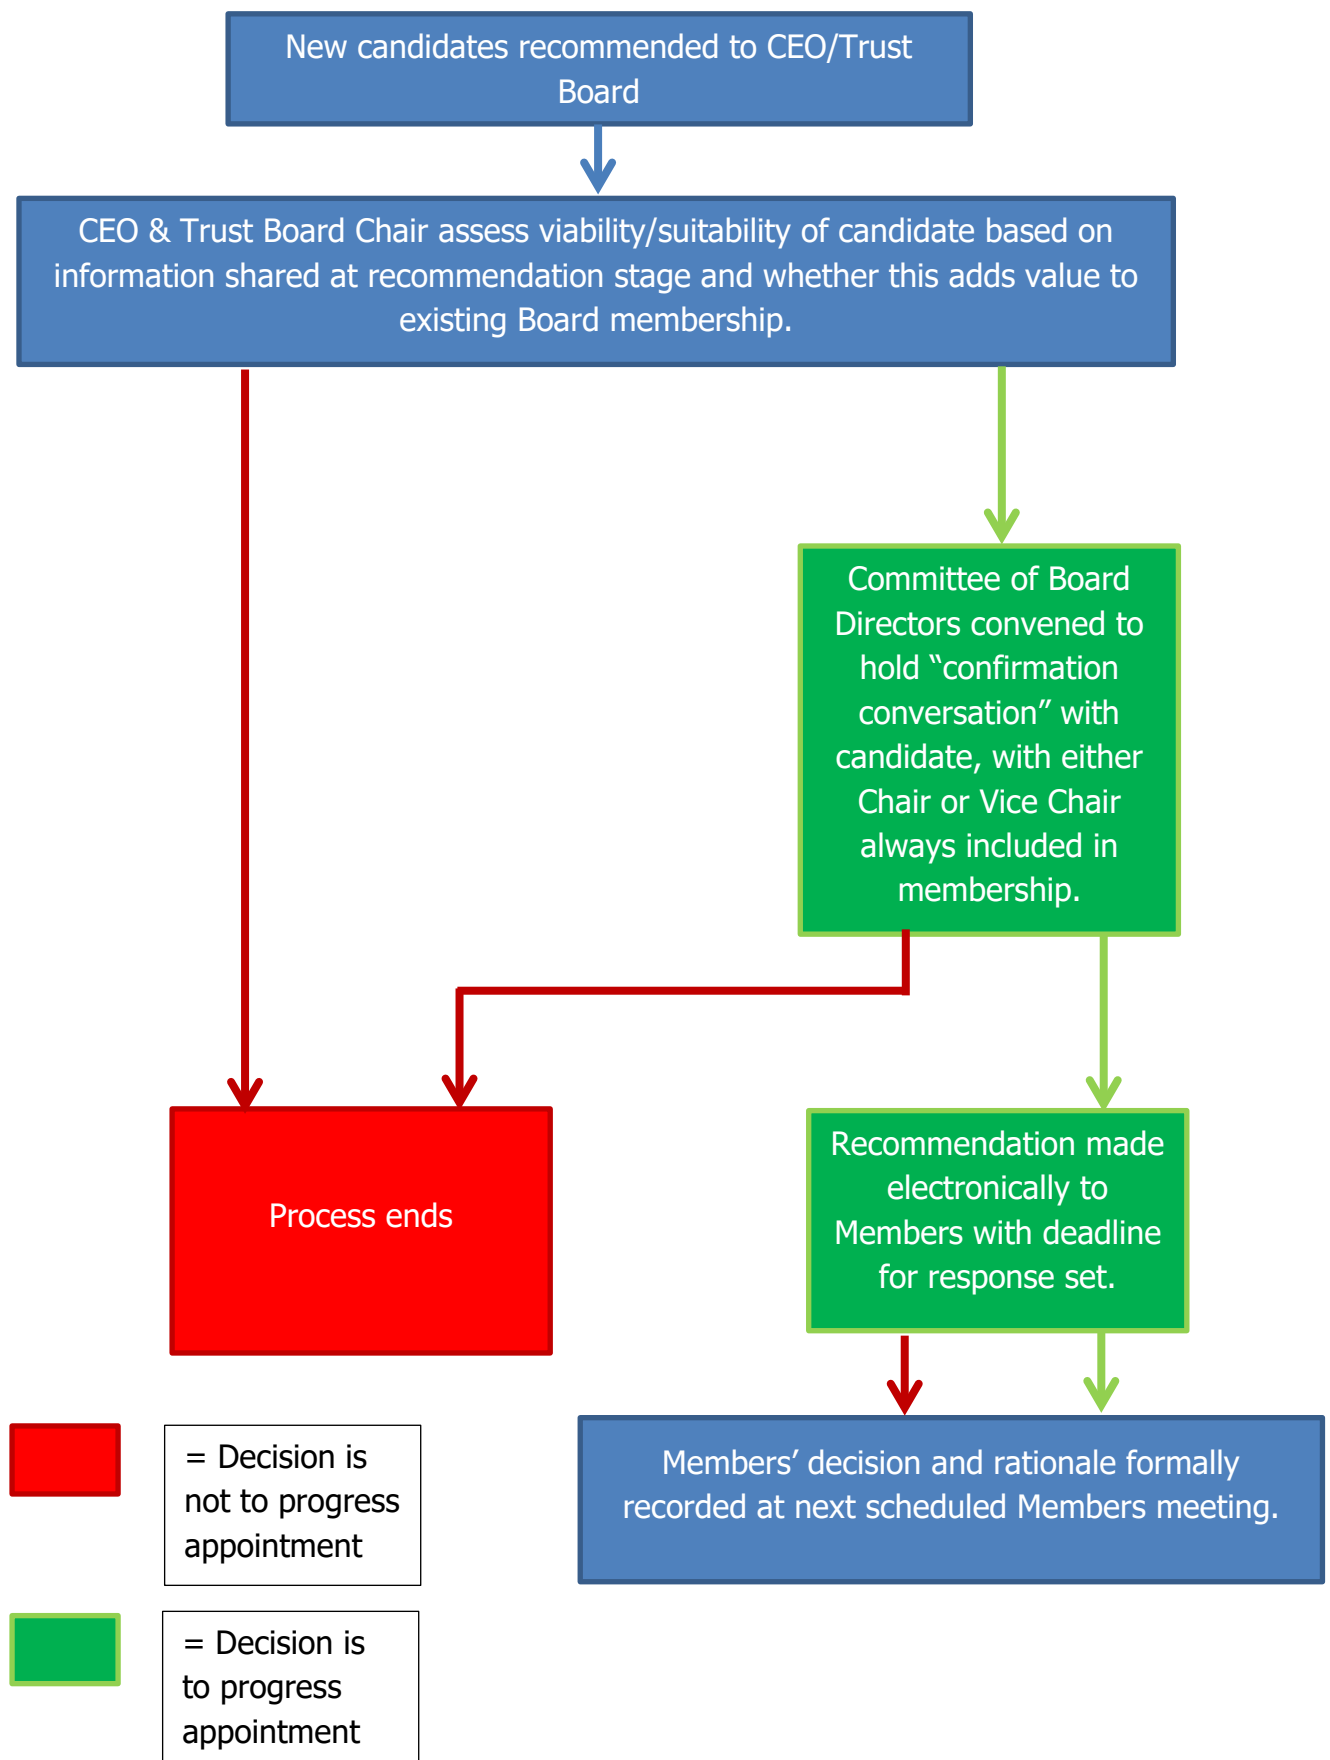 New candidates recommended to CEO/Trust
Board
CEO & Trust Board Chair assess viability/suitability of candidate based on
information shared at recommendation stage and whether this adds value to
existing Board membership.
Committee of Board
Directors convened to
hold “confirmation
conversation” with
candidate, with either
Chair or Vice Chair
always included in
membership.
Process ends
Recommendation made
electronically to
Members with deadline
for response set.
Members’ decision and rationale formally
recorded at next scheduled Members meeting.
= Decision is
not to progress
appointment
= Decision is
to progress
appointment